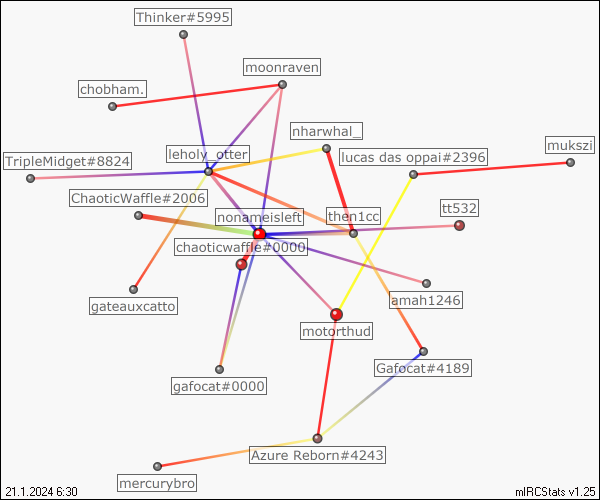 Thinker#5995
moonraven
chobham.
nharwhal_
mukszi
leholy_otter
lucas das oppai#2396
TripleMidget#8824
ChaoticWaffle#2006
tt532
nonameisleft
then1cc
chaoticwaffle#0000
amah1246
gateauxcatto
motorthud
Gafocat#4189
gafocat#0000
Azure Reborn#4243
mercurybro
21.1.2024 6:30
mIRCStats v1.25